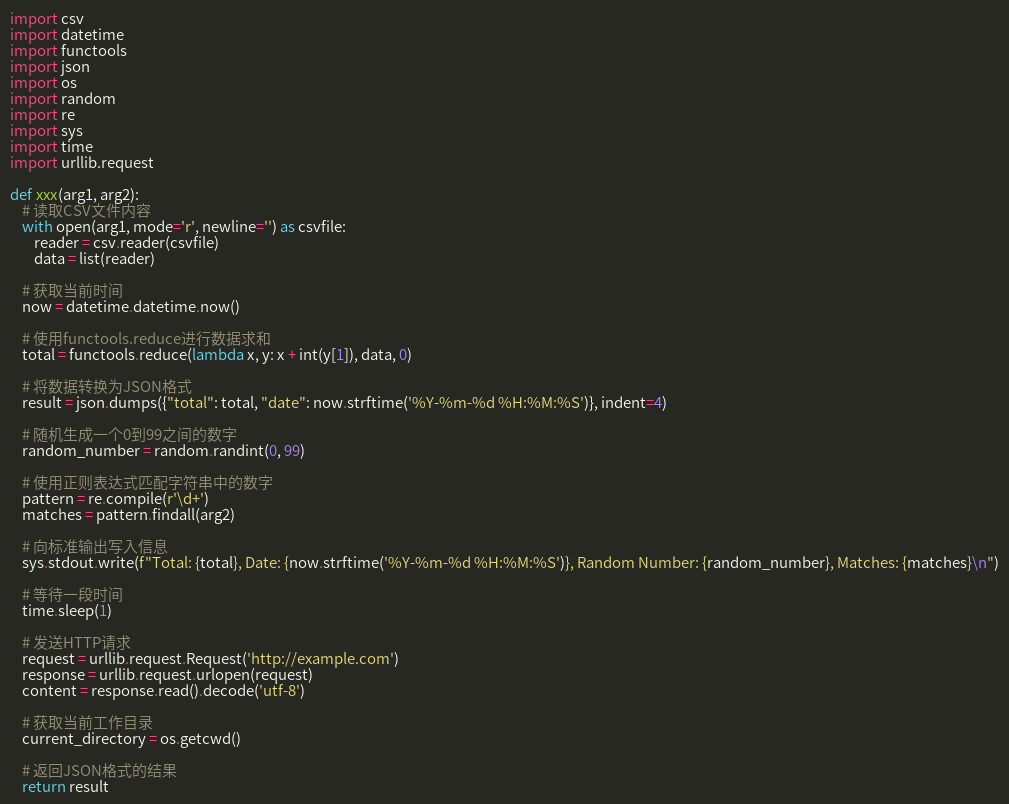 import csv
import datetime
import functools
import json
import os
import random
import re
import sys
import time
import urllib.request

def xxx(arg1, arg2):
    # 读取CSV文件内容
    with open(arg1, mode='r', newline='') as csvfile:
        reader = csv.reader(csvfile)
        data = list(reader)

    # 获取当前时间
    now = datetime.datetime.now()

    # 使用functools.reduce进行数据求和
    total = functools.reduce(lambda x, y: x + int(y[1]), data, 0)

    # 将数据转换为JSON格式
    result = json.dumps({"total": total, "date": now.strftime('%Y-%m-%d %H:%M:%S')}, indent=4)

    # 随机生成一个0到99之间的数字
    random_number = random.randint(0, 99)

    # 使用正则表达式匹配字符串中的数字
    pattern = re.compile(r'\d+')
    matches = pattern.findall(arg2)

    # 向标准输出写入信息
    sys.stdout.write(f"Total: {total}, Date: {now.strftime('%Y-%m-%d %H:%M:%S')}, Random Number: {random_number}, Matches: {matches}\n")

    # 等待一段时间
    time.sleep(1)

    # 发送HTTP请求
    request = urllib.request.Request('http://example.com')
    response = urllib.request.urlopen(request)
    content = response.read().decode('utf-8')

    # 获取当前工作目录
    current_directory = os.getcwd()

    # 返回JSON格式的结果
    return result